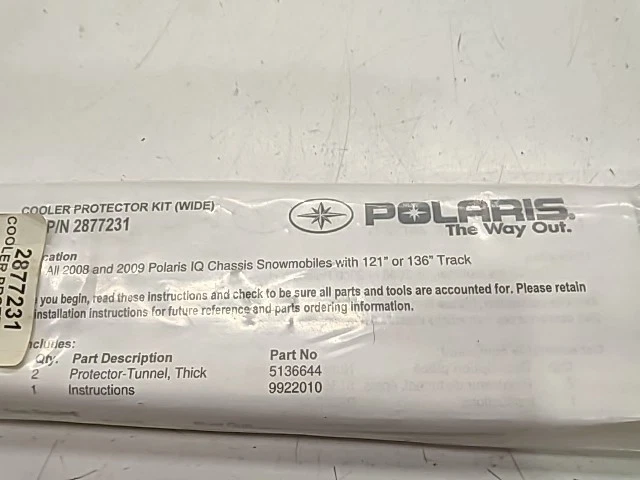 COOLER PROTECTOR KIT (WIDE)
P/N 2877231
POLARIS.
The Way Out.
All 2008 and 2009 Polaris IQ Chassis Snowmobiles with 121" or 136" Track
you begin, read these instructions and check to be sure all parts and tools are accounted for. Please retain
installation instructions for future reference and parts ordering information.
Qty. Part Description Part No
2 Protector-Tunnel, Thick 5136644
1 Instructions 9922010
2877231
COOLER